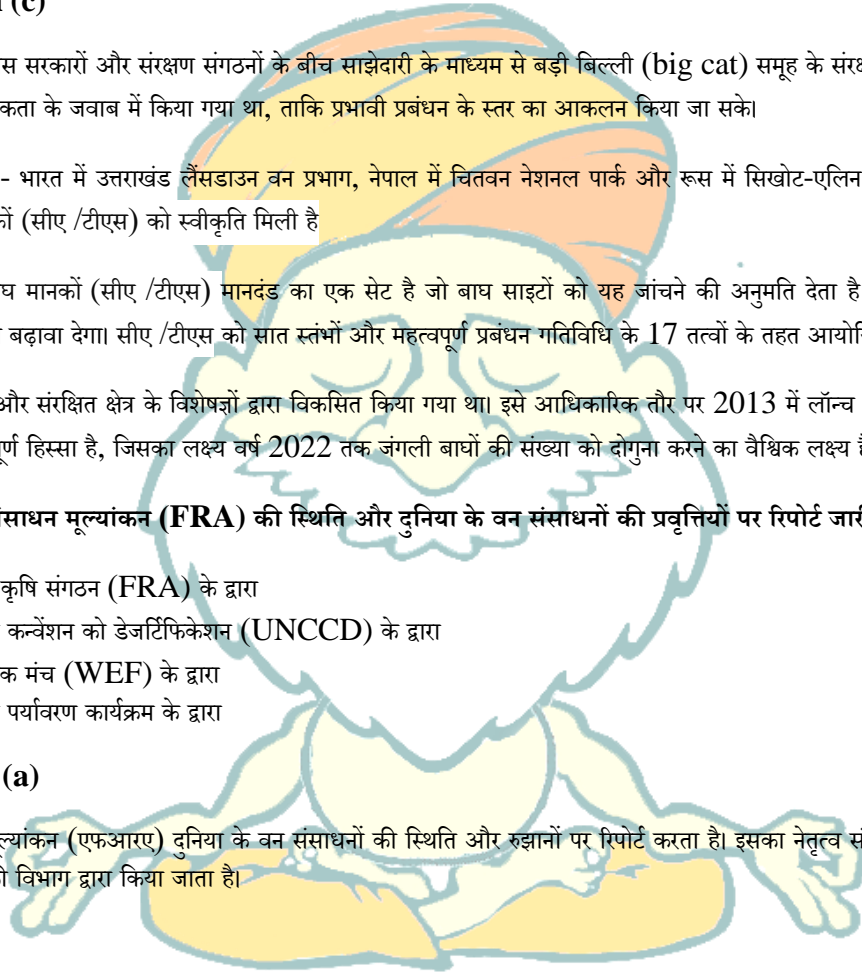 (c)
स सरकारों और संरक्षण संगठनों के बीच साझेदारी के माध्यम से बड़ी बिल्ली (big cat) समूह के
कता के जवाब में किया गया था, ताकि प्रभावी प्रबंधन के स्तर का आकलन किया जा सके।
- भारत में उत्तराखंड लैंसडाउन वन प्रभाग, नेपाल में चितवन नेशनल पार्क और रूस में सिखोट-एलिन
कों (सीए /टीएस) को स्वीकृति मिली है
घ मानकों (सीए /टीएस) मानदंड का एक सेट है जो बाघ साइटों को यह जांचने की अनुमति देता है
बढ़ावा देगा। सीए /टीएस को सात स्तंभों और महत्वपूर्ण प्रबंधन गतिविधि के 17 तत्वों के तहत
और संरक्षित क्षेत्र के विशेषज्ञों द्वारा विकसित किया गया था। इसे आधिकारिक तौर पर 2013 में लॉन्च
पूर्ण हिस्सा है, जिसका लक्ष्य वर्ष 2022 तक जंगली बाघों की संख्या को दोगुना करने का वैश्विक लक्ष्य
ंसाधन मूल्यांकन (FRA) की स्थिति और दुनिया के वन संसाधनों की प्रवृत्तियों पर रिपोर्ट जारी
कृषि संगठन (FRA) के द्वारा
कन्वेंशन को डेजर्टिफिकेशन (UNCCD) के द्वारा
क मंच (WEF) के द्वारा
पर्यावरण कार्यक्रम के द्वारा
(a)
ल्यांकन (एफआरए) दुनिया के वन संसाधनों की स्थिति और रुझानों पर रिपोर्ट करता है। इसका नेतृत्व
विभाग द्वारा किया जाता है।